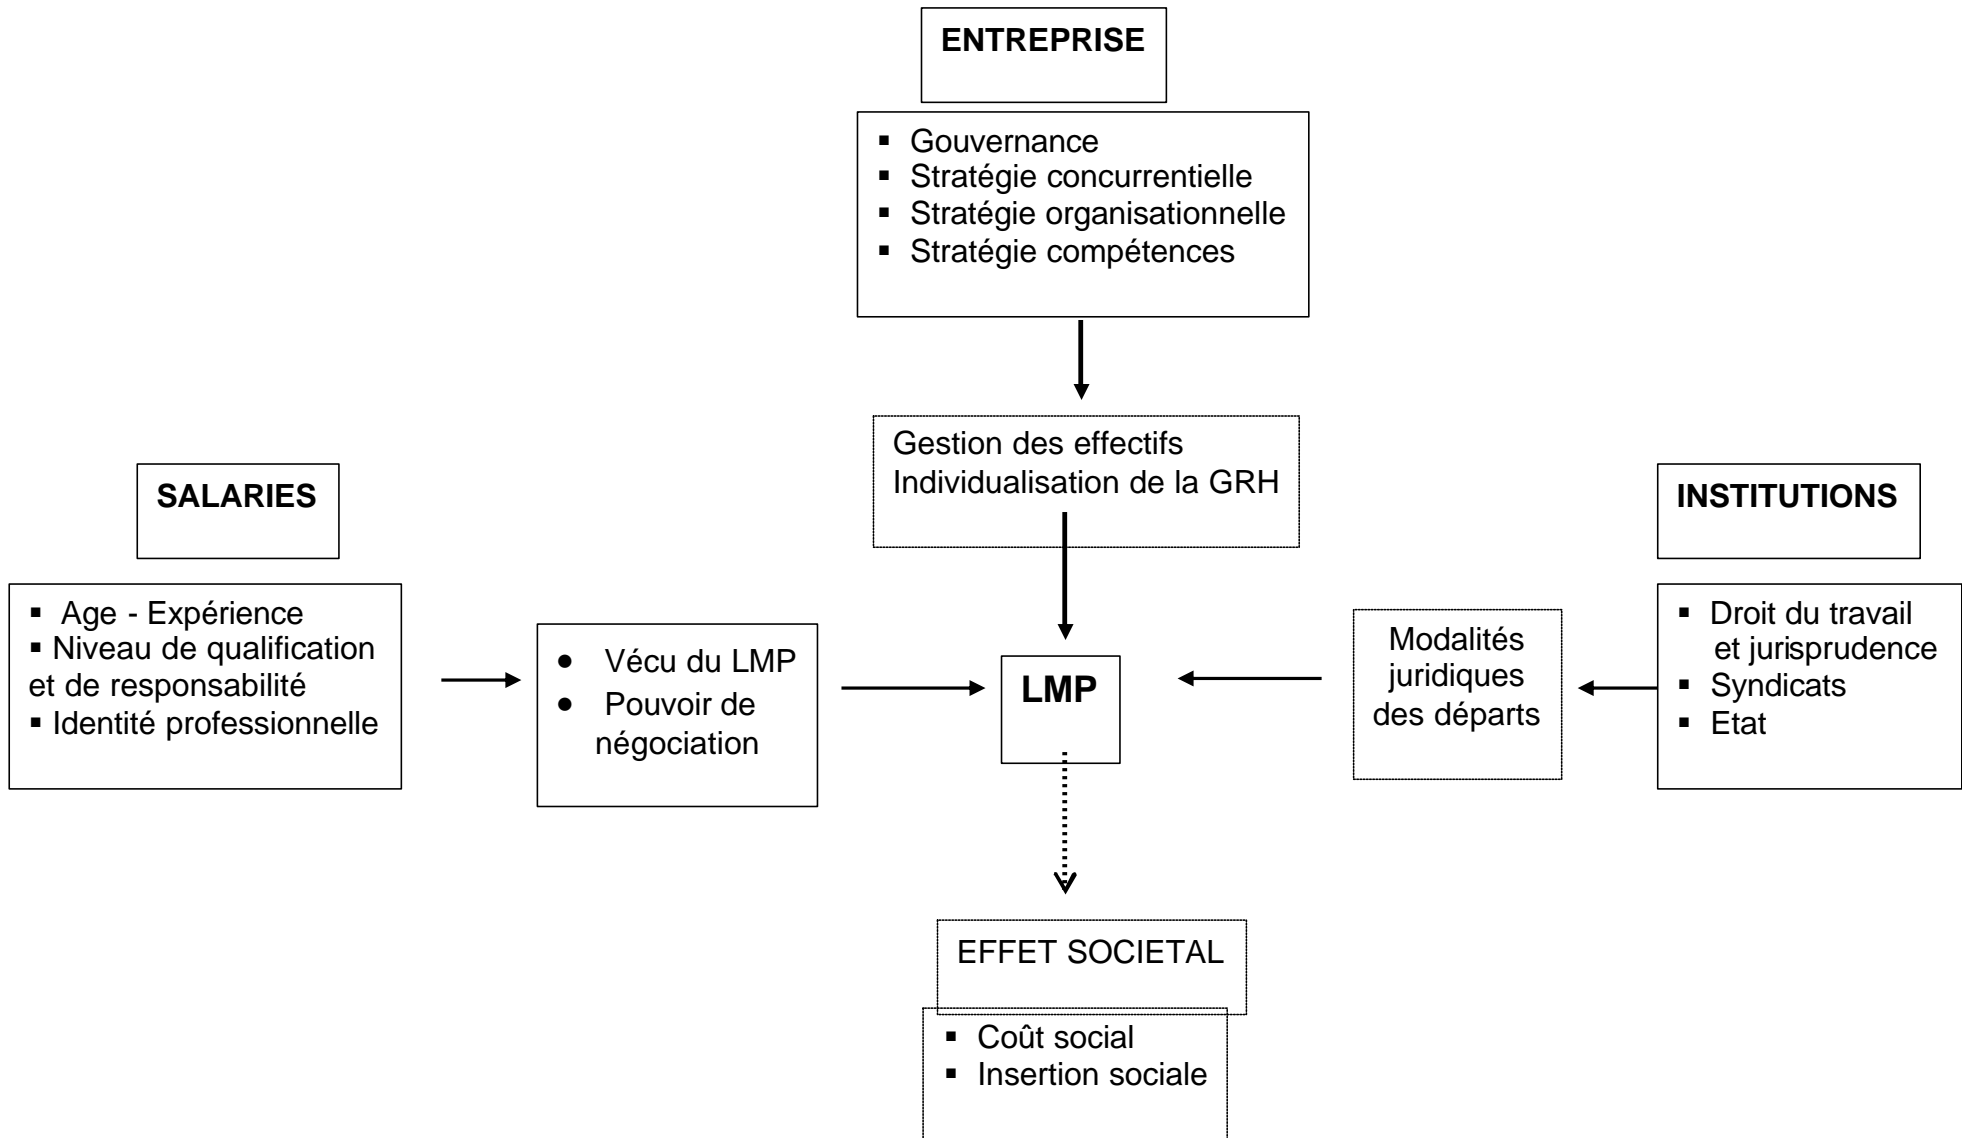 ENTREPRISE
▪ Gouvernance
▪ Stratégie concurrentielle
▪ Stratégie organisationnelle
▪ Stratégie compétences
Gestion des effectifs
Individualisation de la GRH
SALARIES
▪ Age - Expérience
▪ Niveau de qualification
et de responsabilité
▪ Identité professionnelle
● Vécu du LMP
● Pouvoir de
négociation
LMP
Modalités
juridiques
des départs
INSTITUTIONS
▪ Droit du travail
et jurisprudence
▪ Syndicats
▪ Etat
EFFET SOCIETAL
▪ Coût social
▪ Insertion sociale